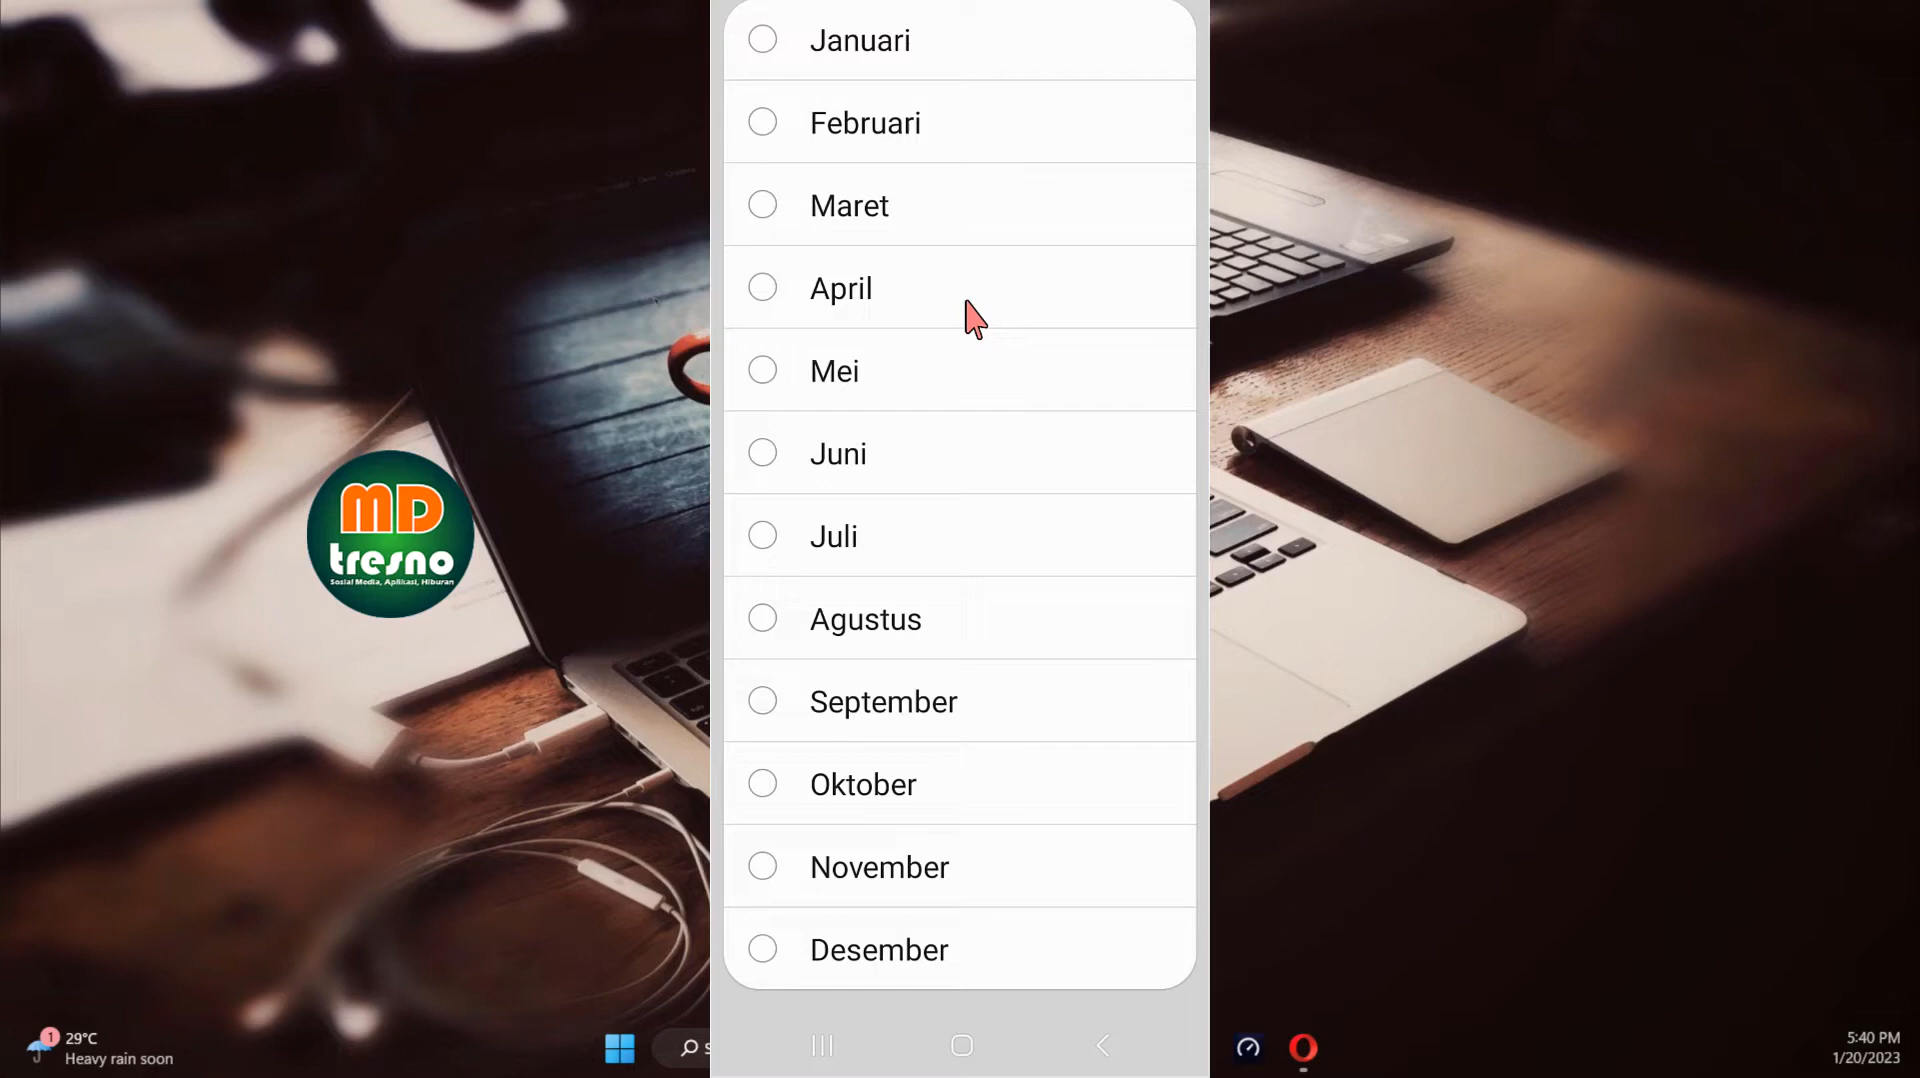 Januari
Februari
Maret
April
Mei
Juni
Juli
Agustus
September
Oktober
November
Desember
MD
tresno
Sosial Media, Aplikasi, Hiburan
1
29°C
Heavy rain soon
5:40 PM
1/20/2023